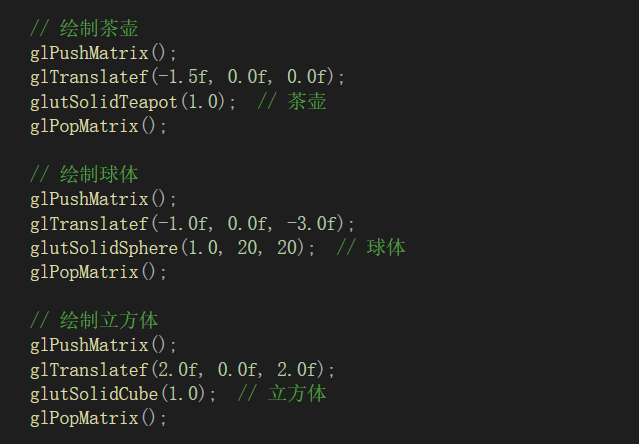 // 绘制茶壶
glPushMatrix();
glTranslatef(-1.5f, 0.0f, 0.0f);
glutSolidTeapot(1.0);  // 茶壶
glPopMatrix();

// 绘制球体
glPushMatrix();
glTranslatef(-1.0f, 0.0f, -3.0f);
glutSolidSphere(1.0, 20, 20);  // 球体
glPopMatrix();

// 绘制立方体
glPushMatrix();
glTranslatef(2.0f, 0.0f, 2.0f);
glutSolidCube(1.0);  // 立方体
glPopMatrix();